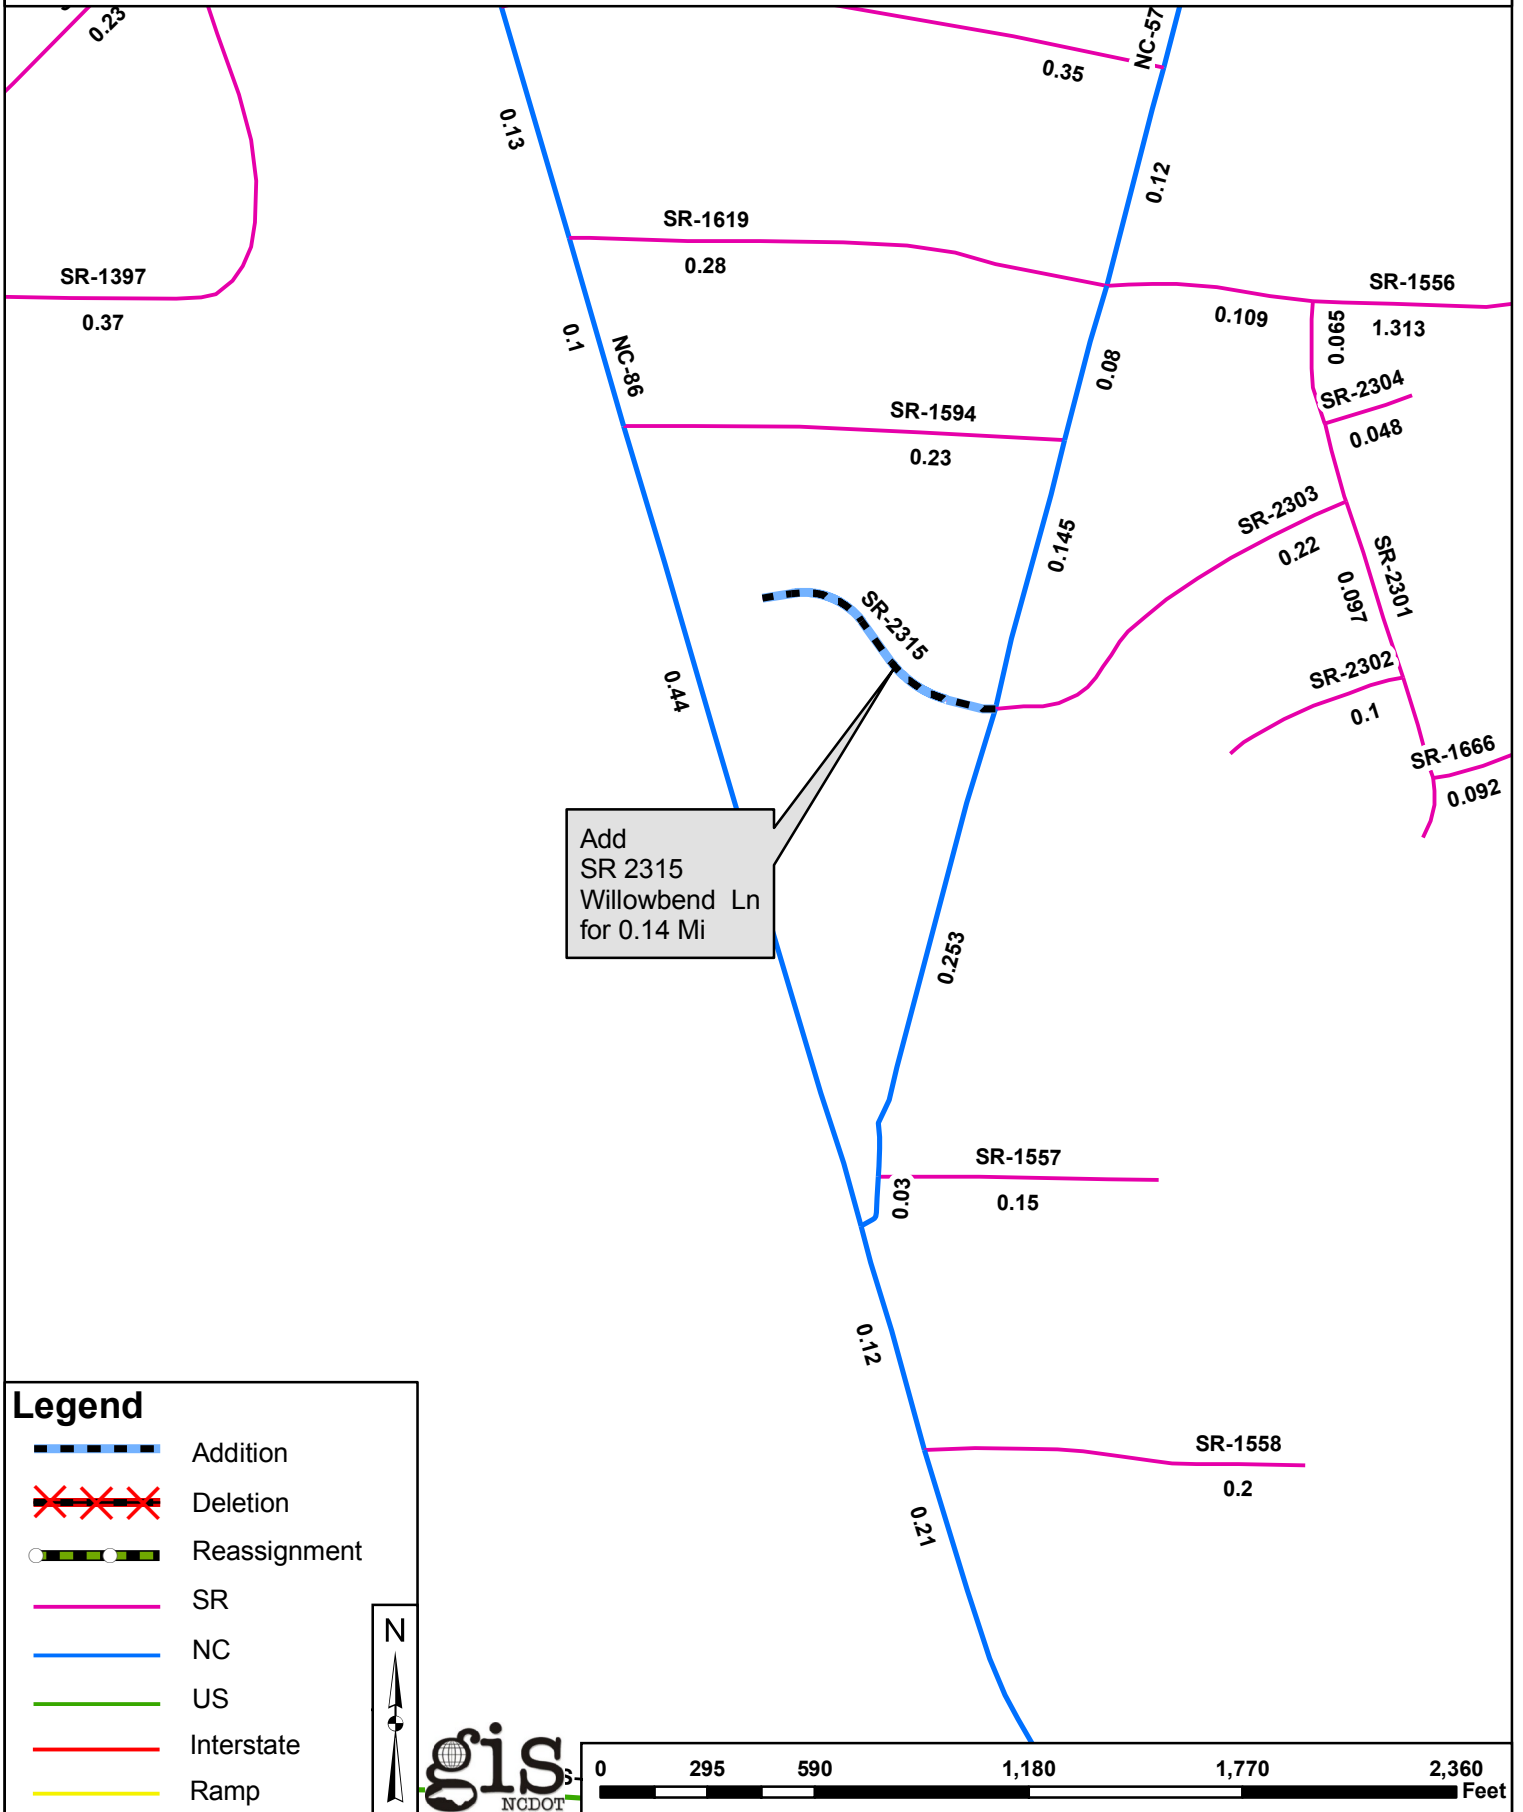 0.23
0.35
NC-57
0.13
0.12
SR-1619
0.28
SR-1397
0.37
SR-1556
0.109
1.313
0.065
0.1
NC-86
0.08
SR-2304
0.048
SR-1594
0.23
SR-2303
0.22
0.145
SR-2301
0.097
SR-2315
SR-2302
0.1
0.44
SR-1666
0.092
Add
SR 2315
Willowbend Ln
for 0.14 Mi
0.253
SR-1557
0.03
0.15
0.12
SR-1558
0.2
0.21
Legend
Addition
Deletion
Reassignment
SR
NC
US
Interstate
Ramp
N
gis
NCDOT
0 295 590 1,180 1,770 2,360
Feet